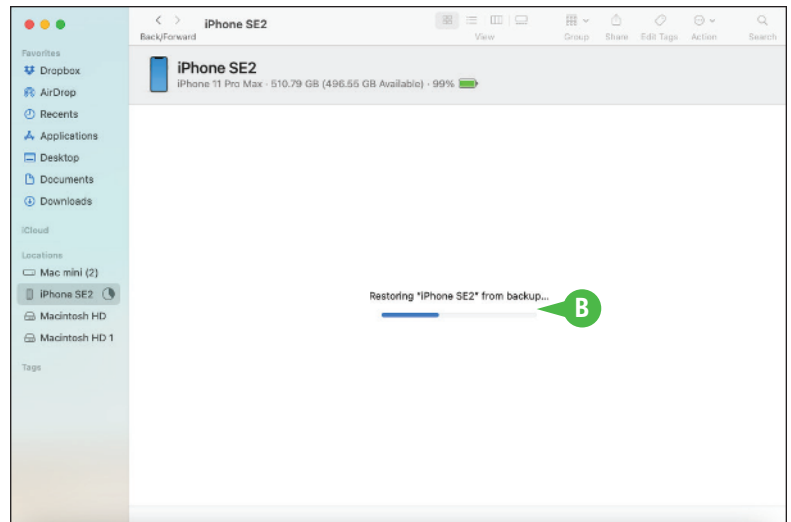 iPhone SE2
Back/Forward
View
Group
Share
Edit Tags
Action
Search
Favorites
Dropbox
AirDrop
Recents
Applications
Desktop
Documents
Downloads
iCloud
Locations
Mac mini (2)
iPhone SE2
Macintosh HD
Macintosh HD 1
Tags
iPhone SE2
iPhone 11 Pro Max · 510.79 GB (496.55 GB Available) · 99%
Restoring "iPhone SE2" from backup...
B